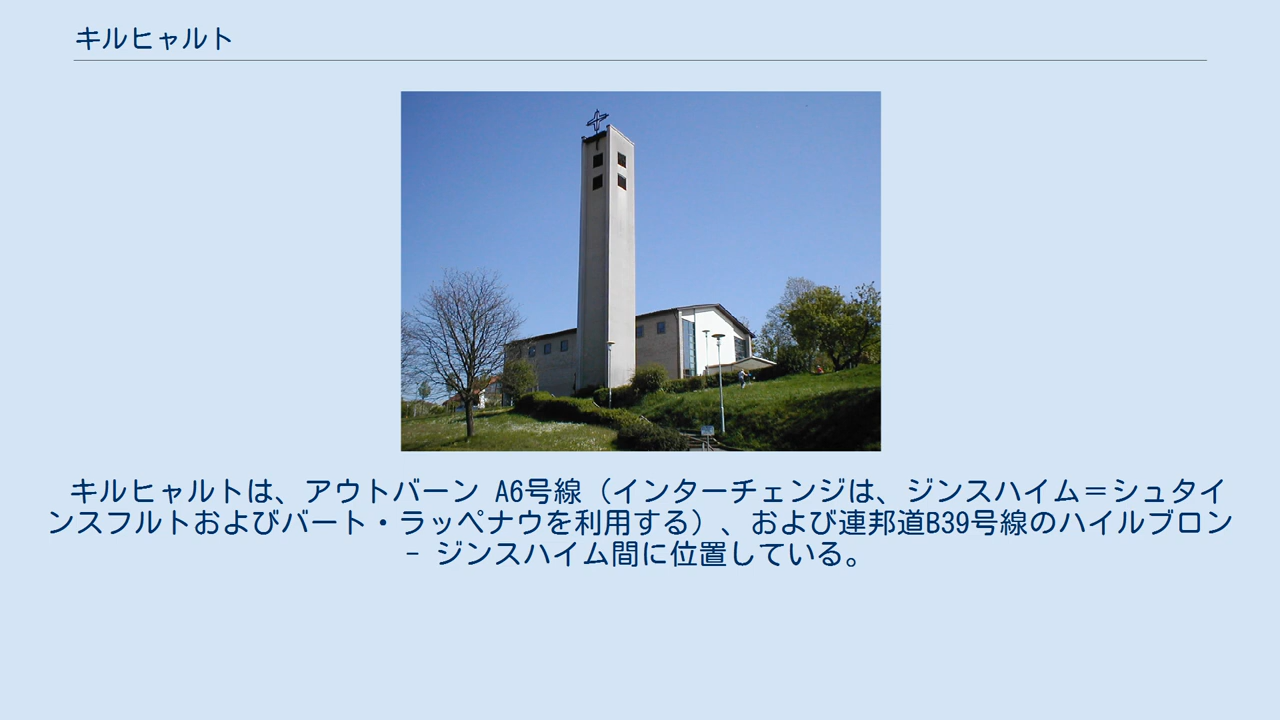 キルヒャルト
キルヒャルトは、アウトバーン A6号線（インターチェンジは、ジンスハイム＝シュタイ
ンスフルトおよびバート・ラッペナウを利用する）、および連邦道B39号線のハイルブロン
- ジンスハイム間に位置している。